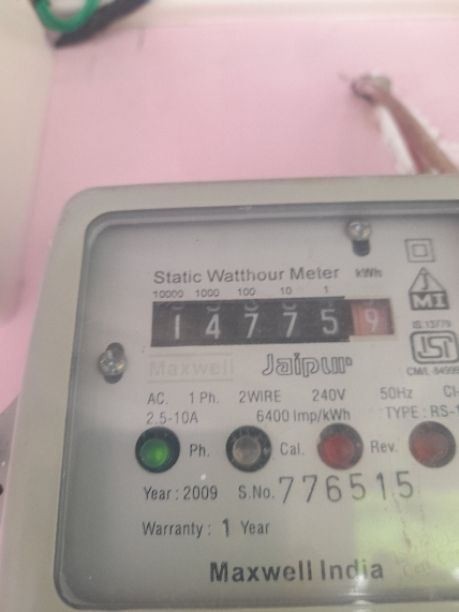 Static Watthour Meter kWh
10000 1000 100 10 1
1 4 7 7 5 9
Maxwell Jaipur
JMI
IS:13779
ISI
AC. 1 Ph. 2WIRE 240V 50Hz
2.5-10A 6400 Imp/kWh TYPE : RS-1
Ph. Cal. Rev.
Year : 2009 S.No. 776515
Warranty : 1 Year
Maxwell India